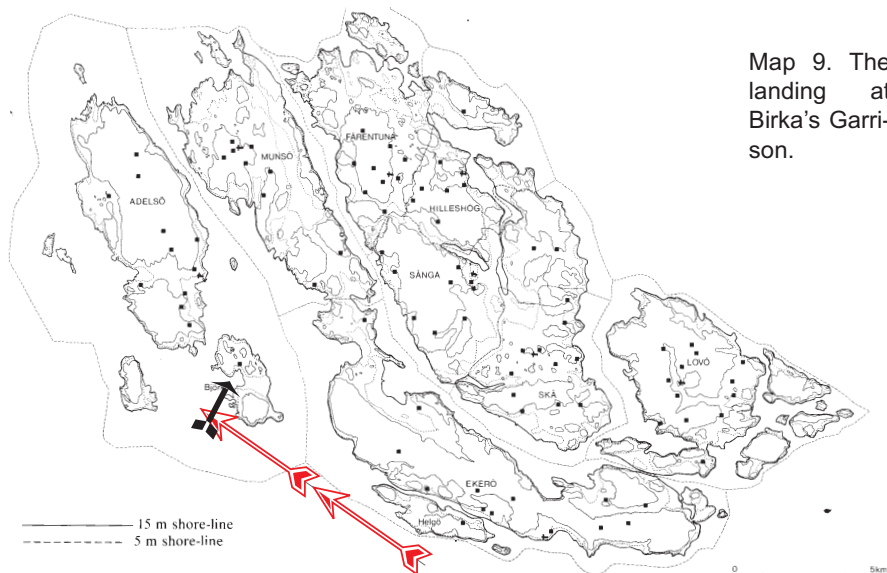 Map 9. The
landing at
Birka's Garri-
son.
FÄRENTUNA
MUNSÖ
ADELSÖ
HILLESHÖG
SÅNGA
LOVÖ
SKÅ
EKERÖ
Helgö
15 m shore-line
5 m shore-line
0 5km